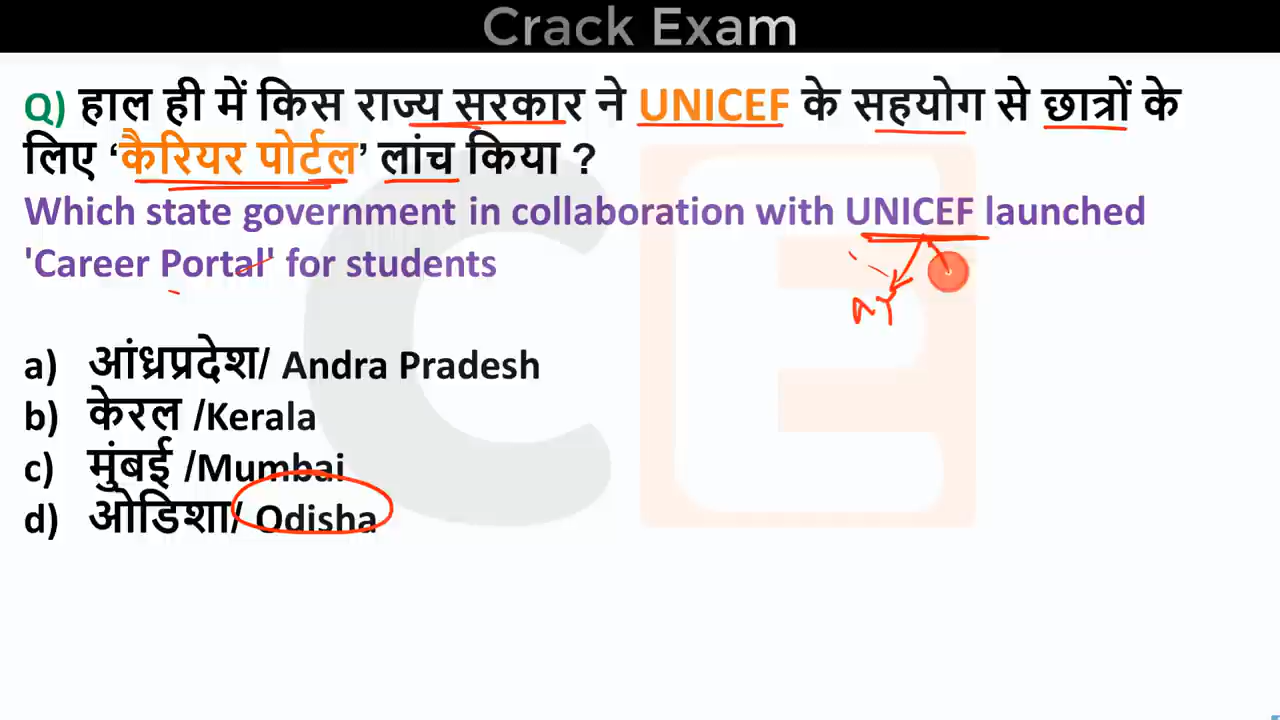 Crack Exam
Q) हाल ही में किस राज्य सरकार ने UNICEF के सहयोग से छात्रों के
लिए ‘कैरियर पोर्टल’ लांच किया ?
Which state government in collaboration with UNICEF launched
'Career Portal' for students
a) आंध्रप्रदेश/ Andra Pradesh
b) केरल /Kerala
c) मुंबई /Mumbai
d) ओडिशा/ Odisha